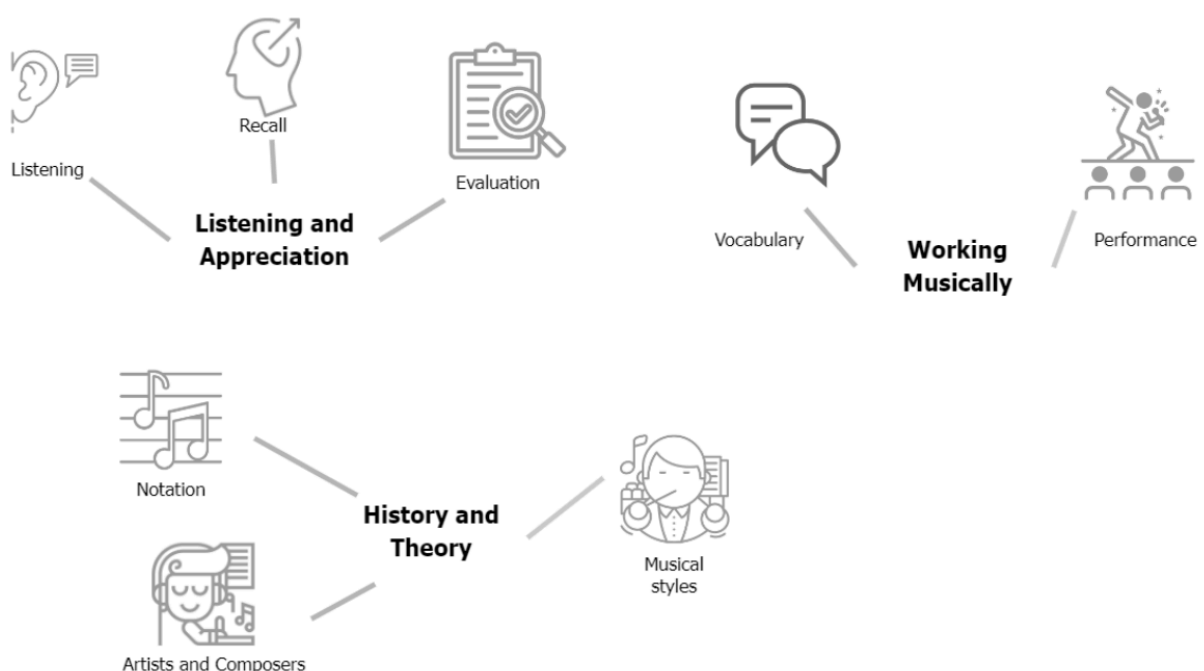 Listening
Recall
Evaluation
Listening and
Appreciation
Vocabulary
Performance
Working
Musically
Notation
History and
Theory
Musical
styles
Artists and Composers